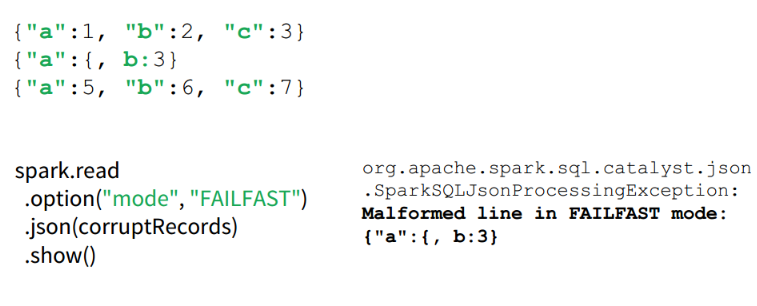 {"a":1, "b":2, "c":3}
{"a":{, b:3}
{"a":5, "b":6, "c":7}
spark.read
.option("mode", "FAILFAST")
.json(corruptRecords)
.show()
org.apache.spark.sql.catalyst.json
.SparkSQLJsonProcessingException:
Malformed line in FAILFAST mode:
{"a":{, b:3}